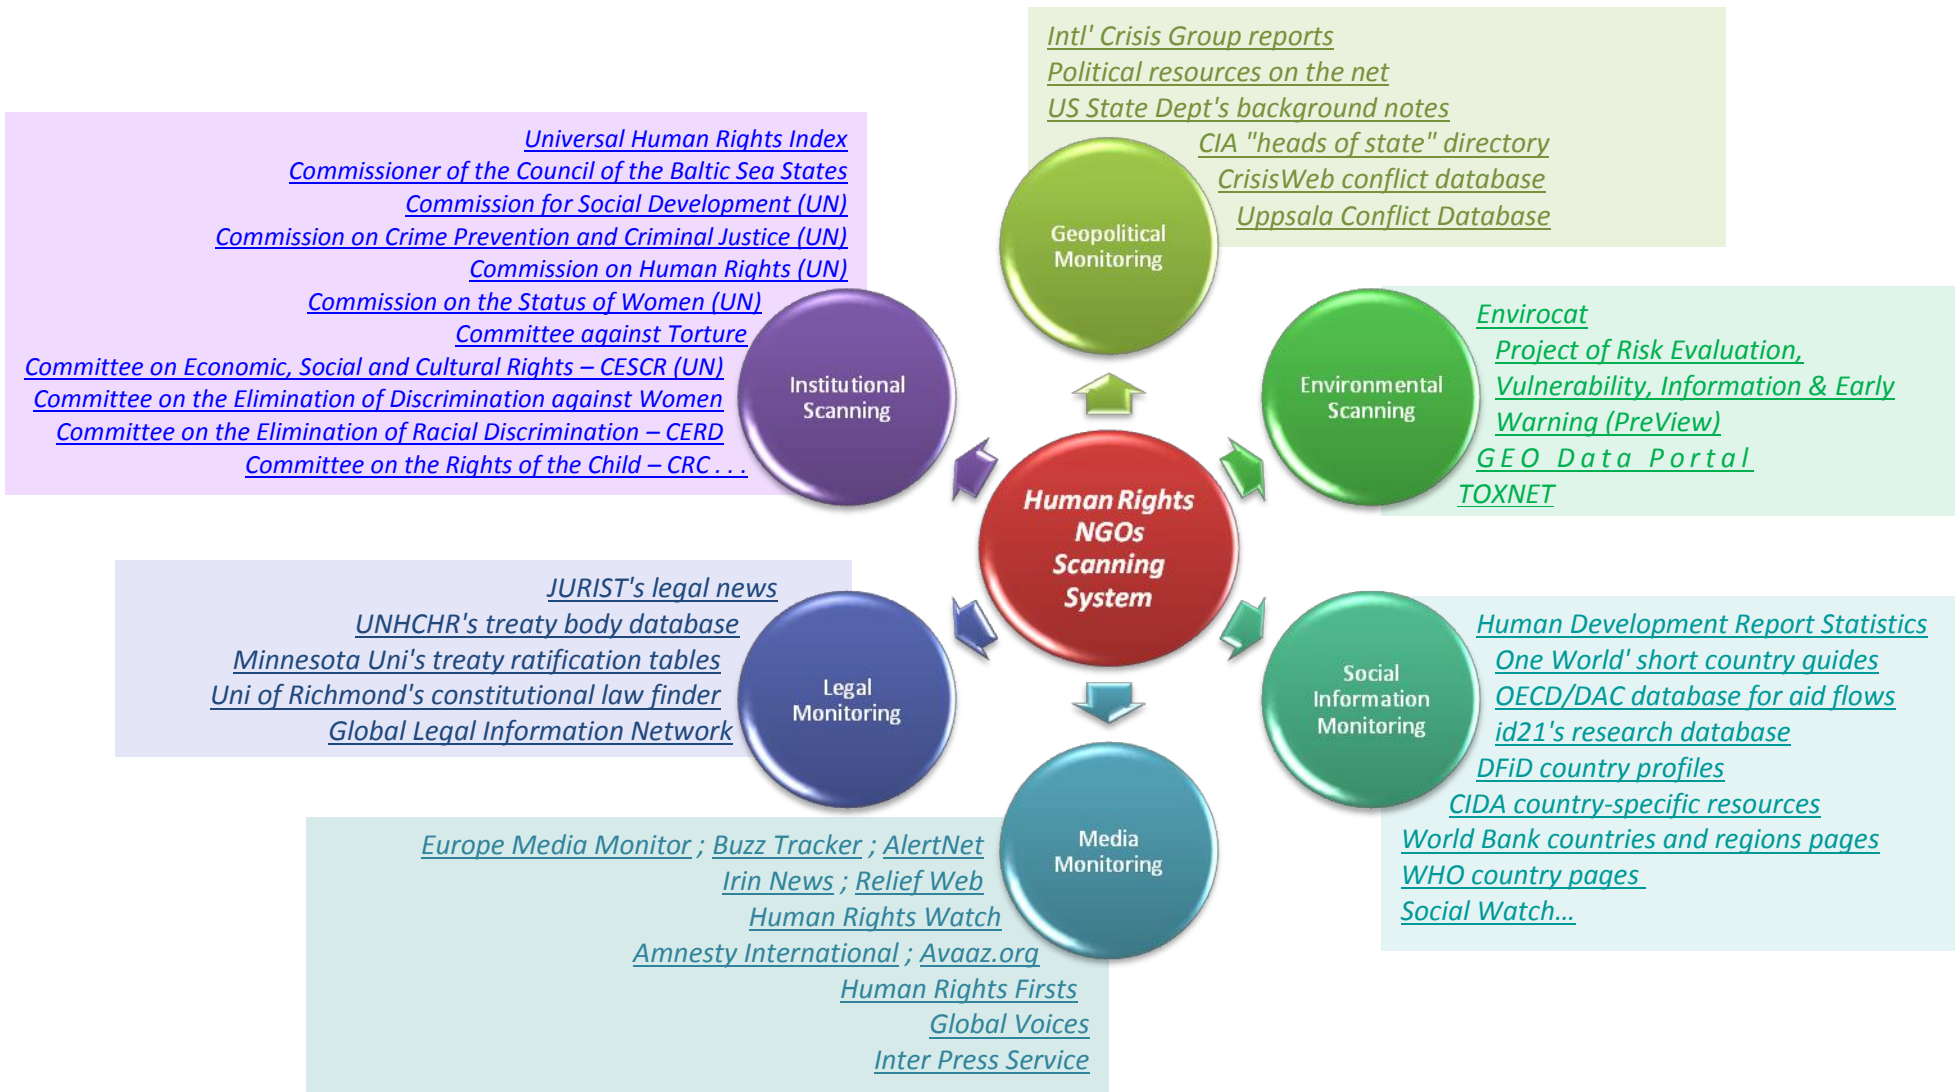 Intl' Crisis Group reports
Political resources on the net
US State Dept's background notes
CIA "heads of state" directory
CrisisWeb conflict database
Uppsala Conflict Database
Geopolitical
Monitoring
Universal Human Rights Index
Commissioner of the Council of the Baltic Sea States
Commission for Social Development (UN)
Commission on Crime Prevention and Criminal Justice (UN)
Commission on Human Rights (UN)
Commission on the Status of Women (UN)
Committee against Torture
Committee on Economic, Social and Cultural Rights – CESCR (UN)
Committee on the Elimination of Discrimination against Women
Committee on the Elimination of Racial Discrimination – CERD
Committee on the Rights of the Child – CRC . . .
Institutional
Scanning
Environmental
Scanning
Envirocat
Project of Risk Evaluation,
Vulnerability, Information & Early
Warning (PreView)
GEO Data Portal
TOXNET
Human Rights
NGOs
Scanning
System
JURIST's legal news
UNHCHR's treaty body database
Minnesota Uni's treaty ratification tables
Uni of Richmond's constitutional law finder
Global Legal Information Network
Legal
Monitoring
Social
Information
Monitoring
Human Development Report Statistics
One World' short country guides
OECD/DAC database for aid flows
id21's research database
DFiD country profiles
CIDA country-specific resources
World Bank countries and regions pages
WHO country pages
Social Watch...
Europe Media Monitor ; Buzz Tracker ; AlertNet
Irin News ; Relief Web
Human Rights Watch
Amnesty International ; Avaaz.org
Human Rights Firsts
Global Voices
Inter Press Service
Media
Monitoring